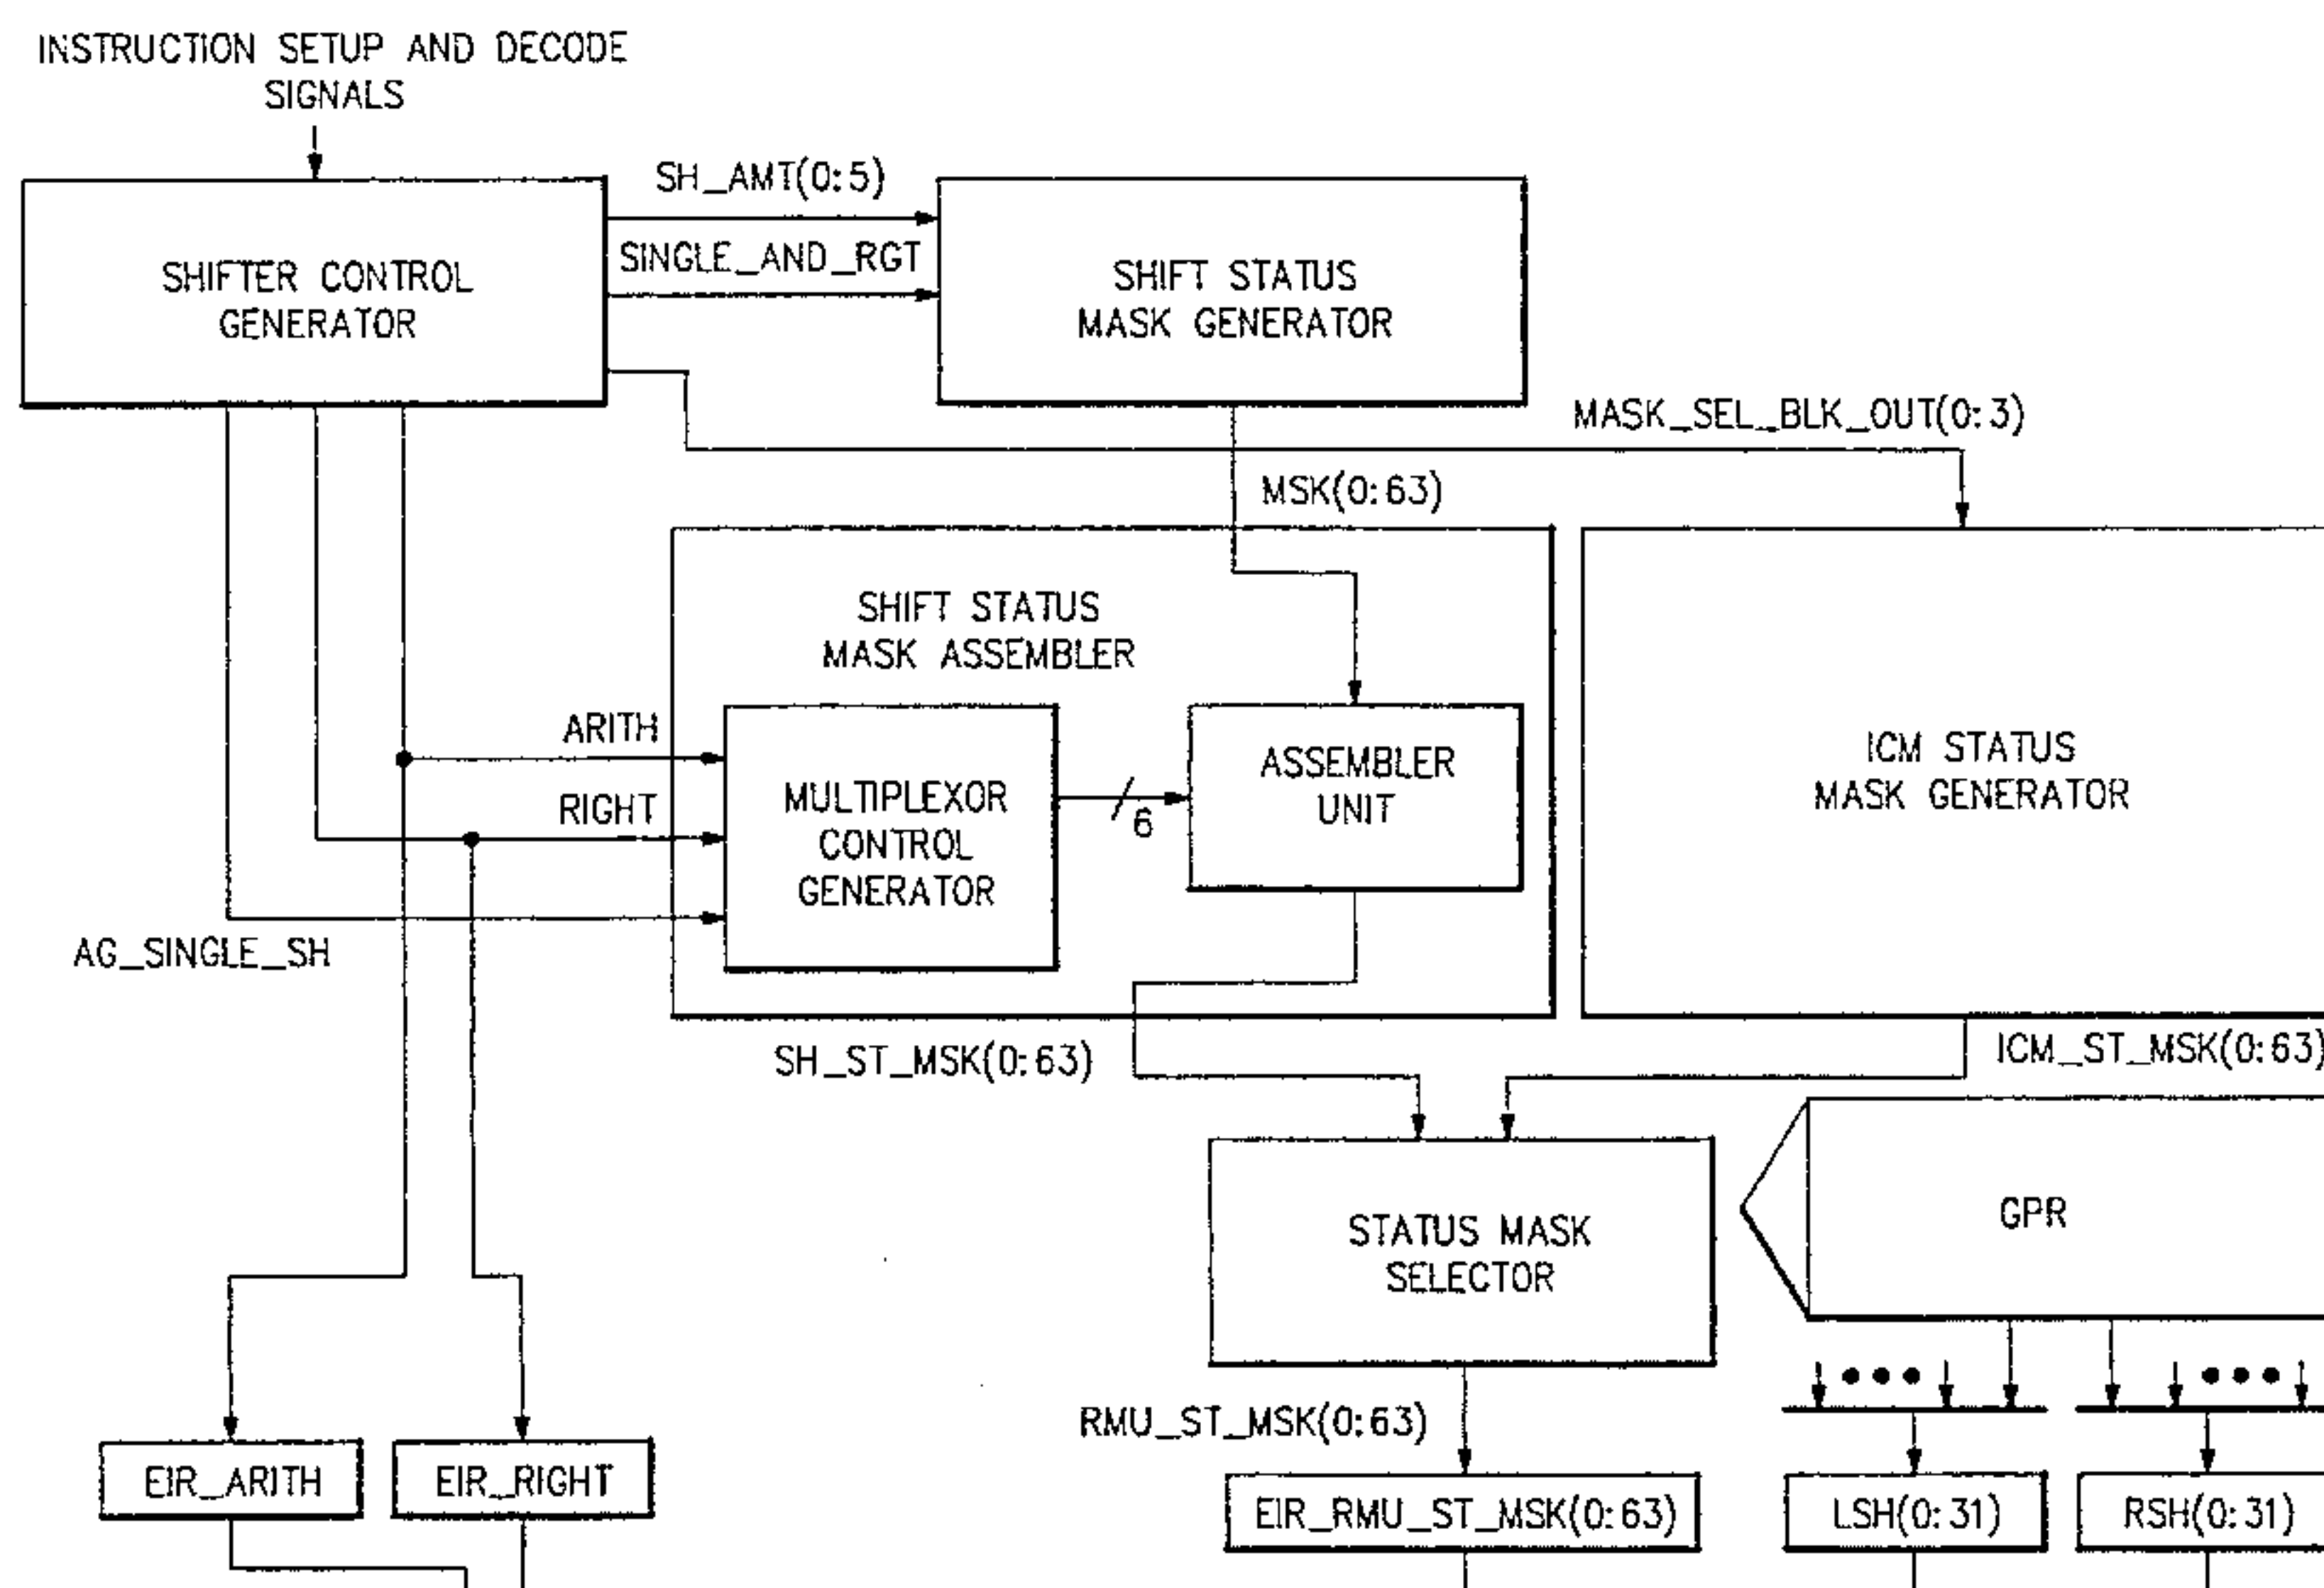 INSTRUCTION SETUP AND DECODE
SIGNALS
SH_AMT(0:5)
SINGLE_AND_RGT
SHIFTER CONTROL
GENERATOR
SHIFT STATUS
MASK GENERATOR
MASK_SEL_BLK_OUT(0:3)
MSK(0:63)
SHIFT STATUS
MASK ASSEMBLER
ARITH
RIGHT
AG_SINGLE_SH
MULTIPLEXOR
CONTROL
GENERATOR
6
ASSEMBLER
UNIT
ICM STATUS
MASK GENERATOR
SH_ST_MSK(0:63)
ICM_ST_MSK(0:63)
STATUS MASK
SELECTOR
GPR
RMU_ST_MSK(0:63)
EIR_ARITH
EIR_RIGHT
EIR_RMU_ST_MSK(0:63)
LSH(0:31)
RSH(0:31)